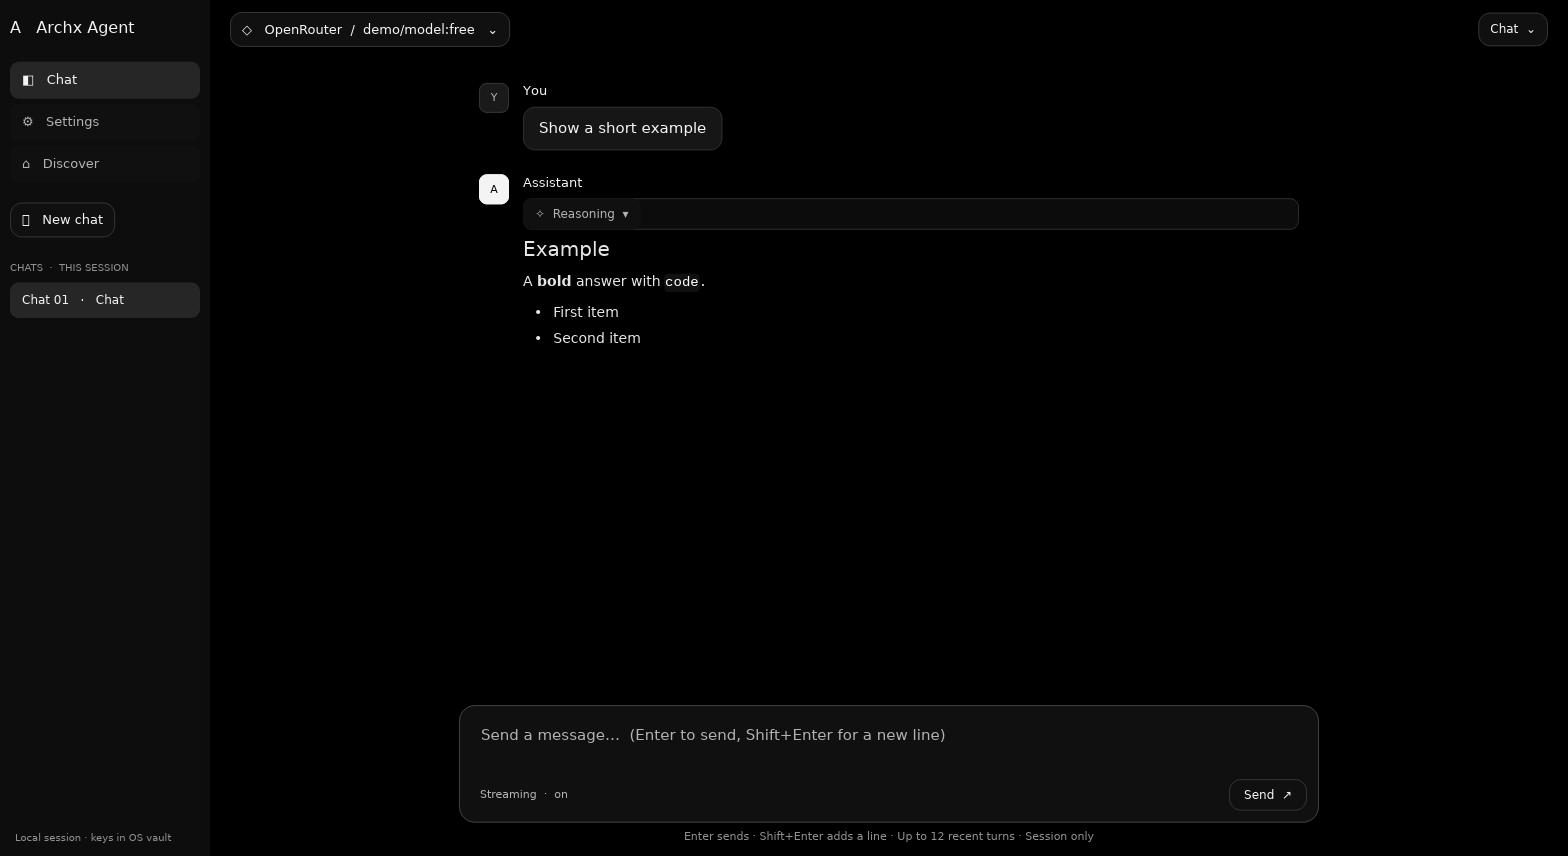 A Archx Agent
Chat
Settings
Discover
New chat
CHATS · THIS SESSION
Chat 01 · Chat
Local session · keys in OS vault
◇ OpenRouter / demo/model:free ⌄
Chat ⌄
Y
You
Show a short example
A
Assistant
✧ Reasoning ▾
Example
A bold answer with code.
• First item
• Second item
Send a message... (Enter to send, Shift+Enter for a new line)
Streaming · on
Send ↗
Enter sends · Shift+Enter adds a line · Up to 12 recent turns · Session only